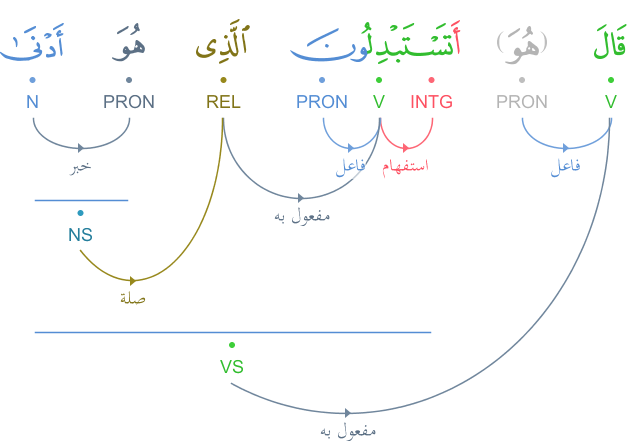 قَالَ (هُوَ) أَتَسْتَبْدِلُونَ ٱلَّذِى هُوَ أَدْنَىٰ
V PRON INTG V PRON REL PRON N
فاعل استفهام فاعل خبر
مفعول به
NS
صلة
VS
مفعول به